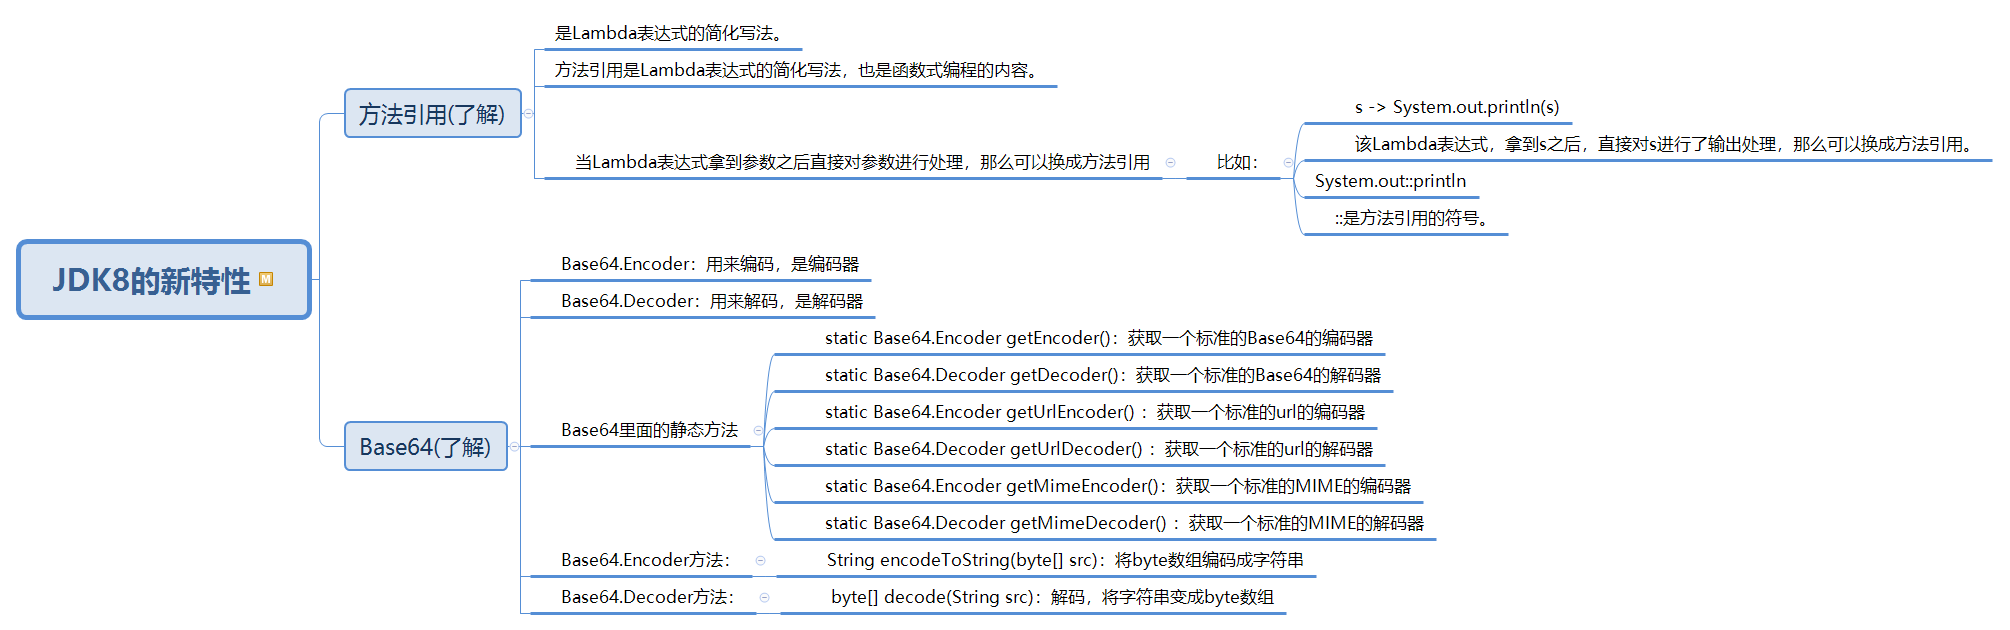 JDK8的新特性
方法引用(了解)
是Lambda表达式的简化写法。
方法引用是Lambda表达式的简化写法，也是函数式编程的内容。
当Lambda表达式拿到参数之后直接对参数进行处理，那么可以换成方法引用
比如：
s -> System.out.println(s)
该Lambda表达式，拿到s之后，直接对s进行了输出处理，那么可以换成方法引用。
System.out::println
::是方法引用的符号。
Base64(了解)
Base64.Encoder：用来编码，是编码器
Base64.Decoder：用来解码，是解码器
Base64里面的静态方法
static Base64.Encoder getEncoder()：获取一个标准的Base64的编码器
static Base64.Decoder getDecoder()：获取一个标准的Base64的解码器
static Base64.Encoder getUrlEncoder() ：获取一个标准的url的编码器
static Base64.Decoder getUrlDecoder() ：获取一个标准的url的解码器
static Base64.Encoder getMimeEncoder()：获取一个标准的MIME的编码器
static Base64.Decoder getMimeDecoder() ：获取一个标准的MIME的解码器
Base64.Encoder方法：
String encodeToString(byte[] src)：将byte数组编码成字符串
Base64.Decoder方法：
byte[] decode(String src)：解码，将字符串变成byte数组